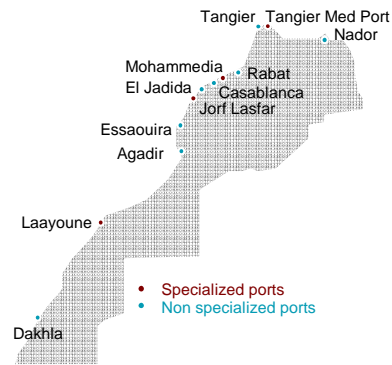 Tangier
Tangier Med Port
Nador
Mohammedia
Rabat
El Jadida
Casablanca
Jorf Lasfar
Essaouira
Agadir
Laayoune
Specialized ports
Non specialized ports
Dakhla